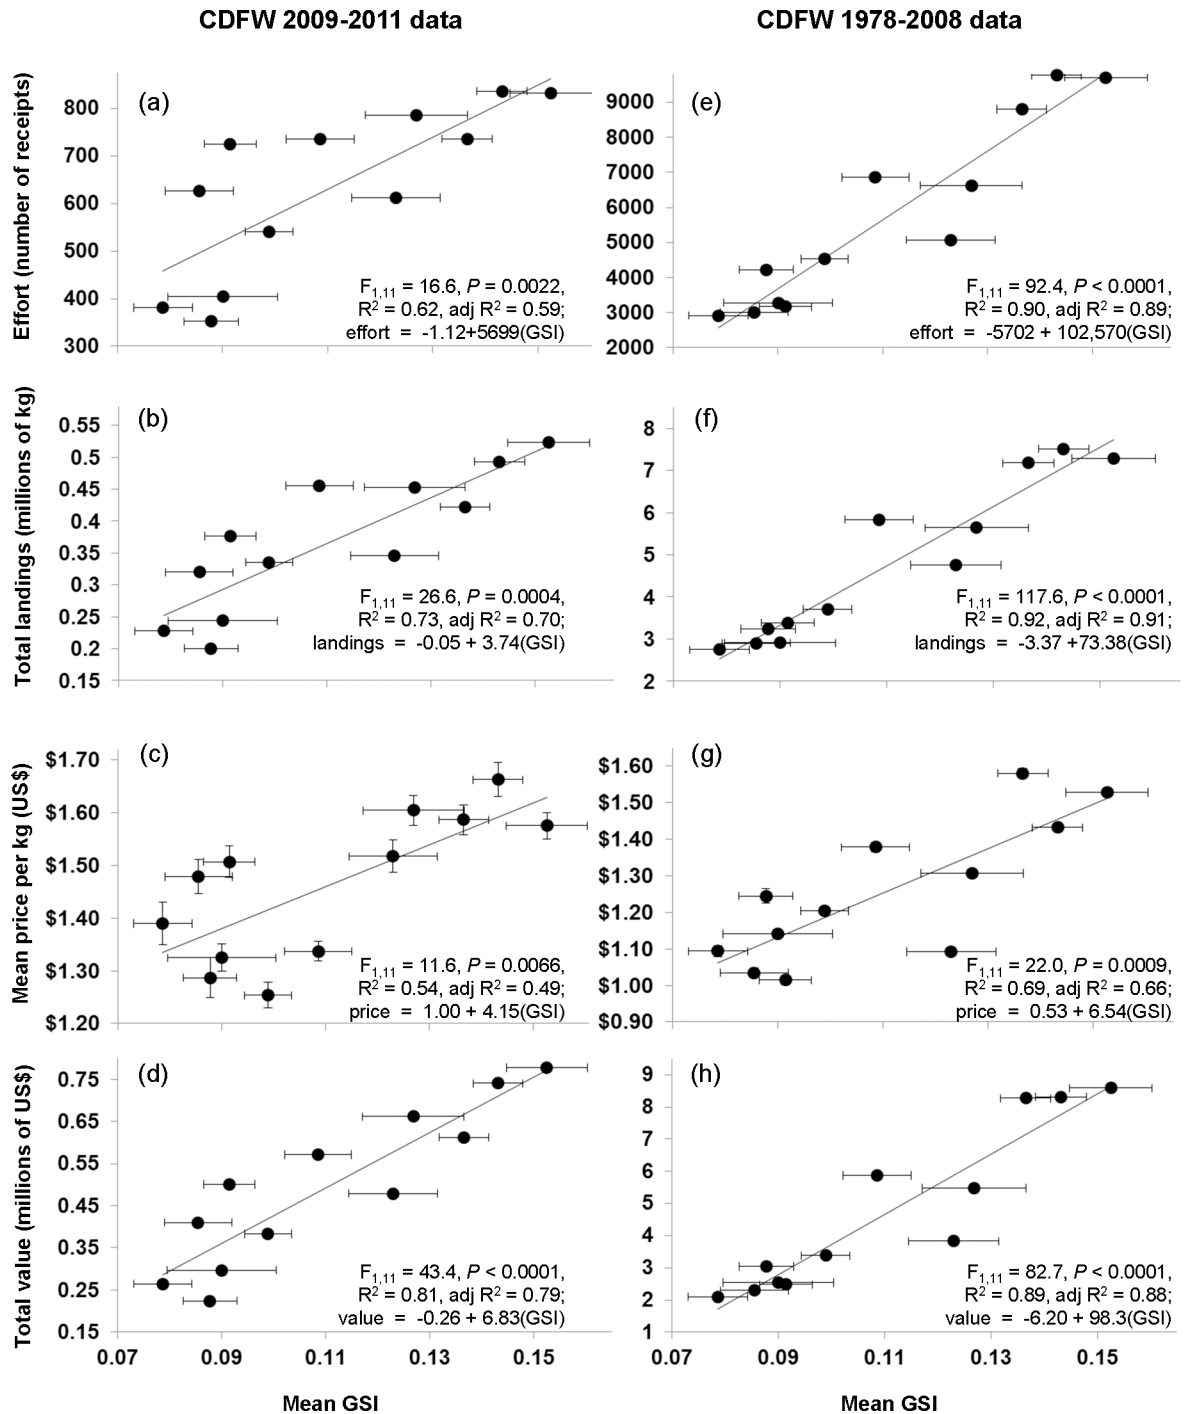 CDFW 2009-2011 data
CDFW 1978-2008 data
Effort (number of receipts)
(a)
800
700
600
500
400
300
F1,11 = 16.6, P = 0.0022,
R2 = 0.62, adj R2 = 0.59;
effort = -1.12+5699(GSI)
(e)
9000
8000
7000
6000
5000
4000
3000
2000
F1,11 = 92.4, P < 0.0001,
R2 = 0.90, adj R2 = 0.89;
effort = -5702 + 102,570(GSI)
Total landings (millions of kg)
(b)
0.55
0.5
0.45
0.4
0.35
0.3
0.25
0.2
0.15
F1,11 = 26.6, P = 0.0004,
R2 = 0.73, adj R2 = 0.70;
landings = -0.05 + 3.74(GSI)
(f)
8
7
6
5
4
3
2
F1,11 = 117.6, P < 0.0001,
R2 = 0.92, adj R2 = 0.91;
landings = -3.37 +73.38(GSI)
Mean price per kg (US$)
(c)
$1.70
$1.60
$1.50
$1.40
$1.30
$1.20
F1,11 = 11.6, P = 0.0066,
R2 = 0.54, adj R2 = 0.49;
price = 1.00 + 4.15(GSI)
(g)
$1.60
$1.50
$1.40
$1.30
$1.20
$1.10
$1.00
$0.90
F1,11 = 22.0, P = 0.0009,
R2 = 0.69, adj R2 = 0.66;
price = 0.53 + 6.54(GSI)
Total value (millions of US$)
(d)
0.75
0.65
0.55
0.45
0.35
0.25
0.15
F1,11 = 43.4, P < 0.0001,
R2 = 0.81, adj R2 = 0.79;
value = -0.26 + 6.83(GSI)
0.07 0.09 0.11 0.13 0.15
Mean GSI
(h)
9
8
7
6
5
4
3
2
1
F1,11 = 82.7, P < 0.0001,
R2 = 0.89, adj R2 = 0.88;
value = -6.20 + 98.3(GSI)
0.07 0.09 0.11 0.13 0.15
Mean GSI